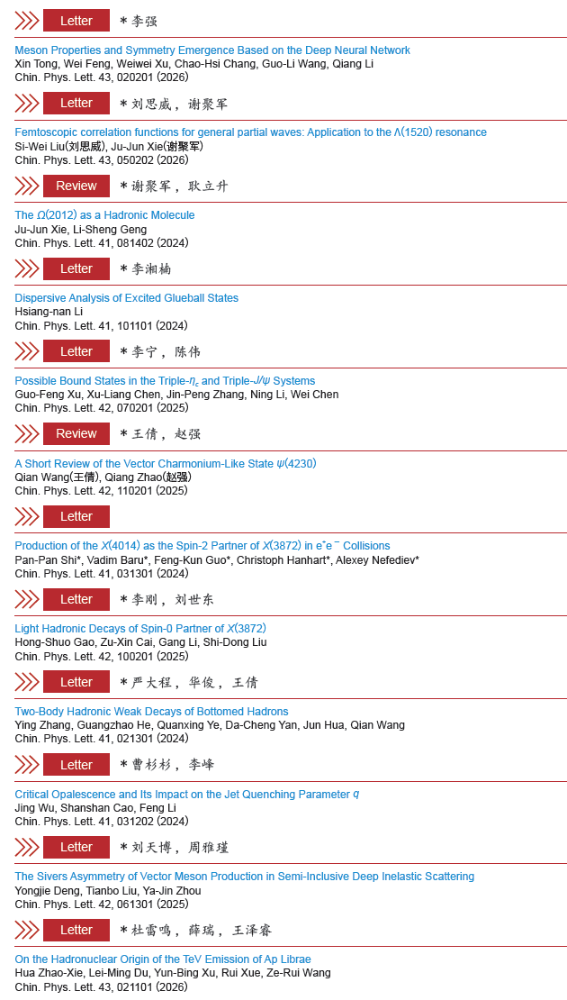 Letter *李强
Meson Properties and Symmetry Emergence Based on the Deep Neural Network
Xin Tong, Wei Feng, Weiwei Xu, Chao-Hsi Chang, Guo-Li Wang, Qiang Li
Chin. Phys. Lett. 43, 020201 (2026)
Letter *刘思威, 谢聚军
Femtoscopic correlation functions for general partial waves: Application to the Λ(1520) resonance
Si-Wei Liu(刘思威), Ju-Jun Xie(谢聚军)
Chin. Phys. Lett. 43, 050202 (2026)
Review *谢聚军, 耿立升
The Ω(2012) as a Hadronic Molecule
Ju-Jun Xie, Li-Sheng Geng
Chin. Phys. Lett. 41, 081402 (2024)
Letter *李湘楠
Dispersive Analysis of Excited Glueball States
Hsiang-nan Li
Chin. Phys. Lett. 41, 101101 (2024)
Letter *李宁, 陈伟
Possible Bound States in the Triple-η꜀ and Triple-J/ψ Systems
Guo-Feng Xu, Xu-Liang Chen, Jin-Peng Zhang, Ning Li, Wei Chen
Chin. Phys. Lett. 42, 070201 (2025)
Review *王倩, 赵强
A Short Review of the Vector Charmonium-Like State ψ(4230)
Qian Wang(王倩), Qiang Zhao(赵强)
Chin. Phys. Lett. 42, 110201 (2025)
Letter
Production of the X(4014) as the Spin-2 Partner of X(3872) in e⁺e⁻ Collisions
Pan-Pan Shi*, Vadim Baru*, Feng-Kun Guo*, Christoph Hanhart*, Alexey Nefediev*
Chin. Phys. Lett. 41, 031301 (2024)
Letter *李刚, 刘世东
Light Hadronic Decays of Spin-0 Partner of X(3872)
Hong-Shuo Gao, Zu-Xin Cai, Gang Li, Shi-Dong Liu
Chin. Phys. Lett. 42, 100201 (2025)
Letter *严大程, 华俊, 王倩
Two-Body Hadronic Weak Decays of Bottomed Hadrons
Ying Zhang, Guangzhao He, Quanxing Ye, Da-Cheng Yan, Jun Hua, Qian Wang
Chin. Phys. Lett. 41, 021301 (2024)
Letter *曹杉杉, 李峰
Critical Opalescence and Its Impact on the Jet Quenching Parameter q
Jing Wu, Shanshan Cao, Feng Li
Chin. Phys. Lett. 41, 031202 (2024)
Letter *刘天博, 周雅瑾
The Sivers Asymmetry of Vector Meson Production in Semi-Inclusive Deep Inelastic Scattering
Yongjie Deng, Tianbo Liu, Ya-Jin Zhou
Chin. Phys. Lett. 42, 061301 (2025)
Letter *杜雷鸣, 薛瑞, 王泽睿
On the Hadronuclear Origin of the TeV Emission of Ap Librae
Hua Zhao-Xie, Lei-Ming Du, Yun-Bing Xu, Rui Xue, Ze-Rui Wang
Chin. Phys. Lett. 43, 021101 (2026)